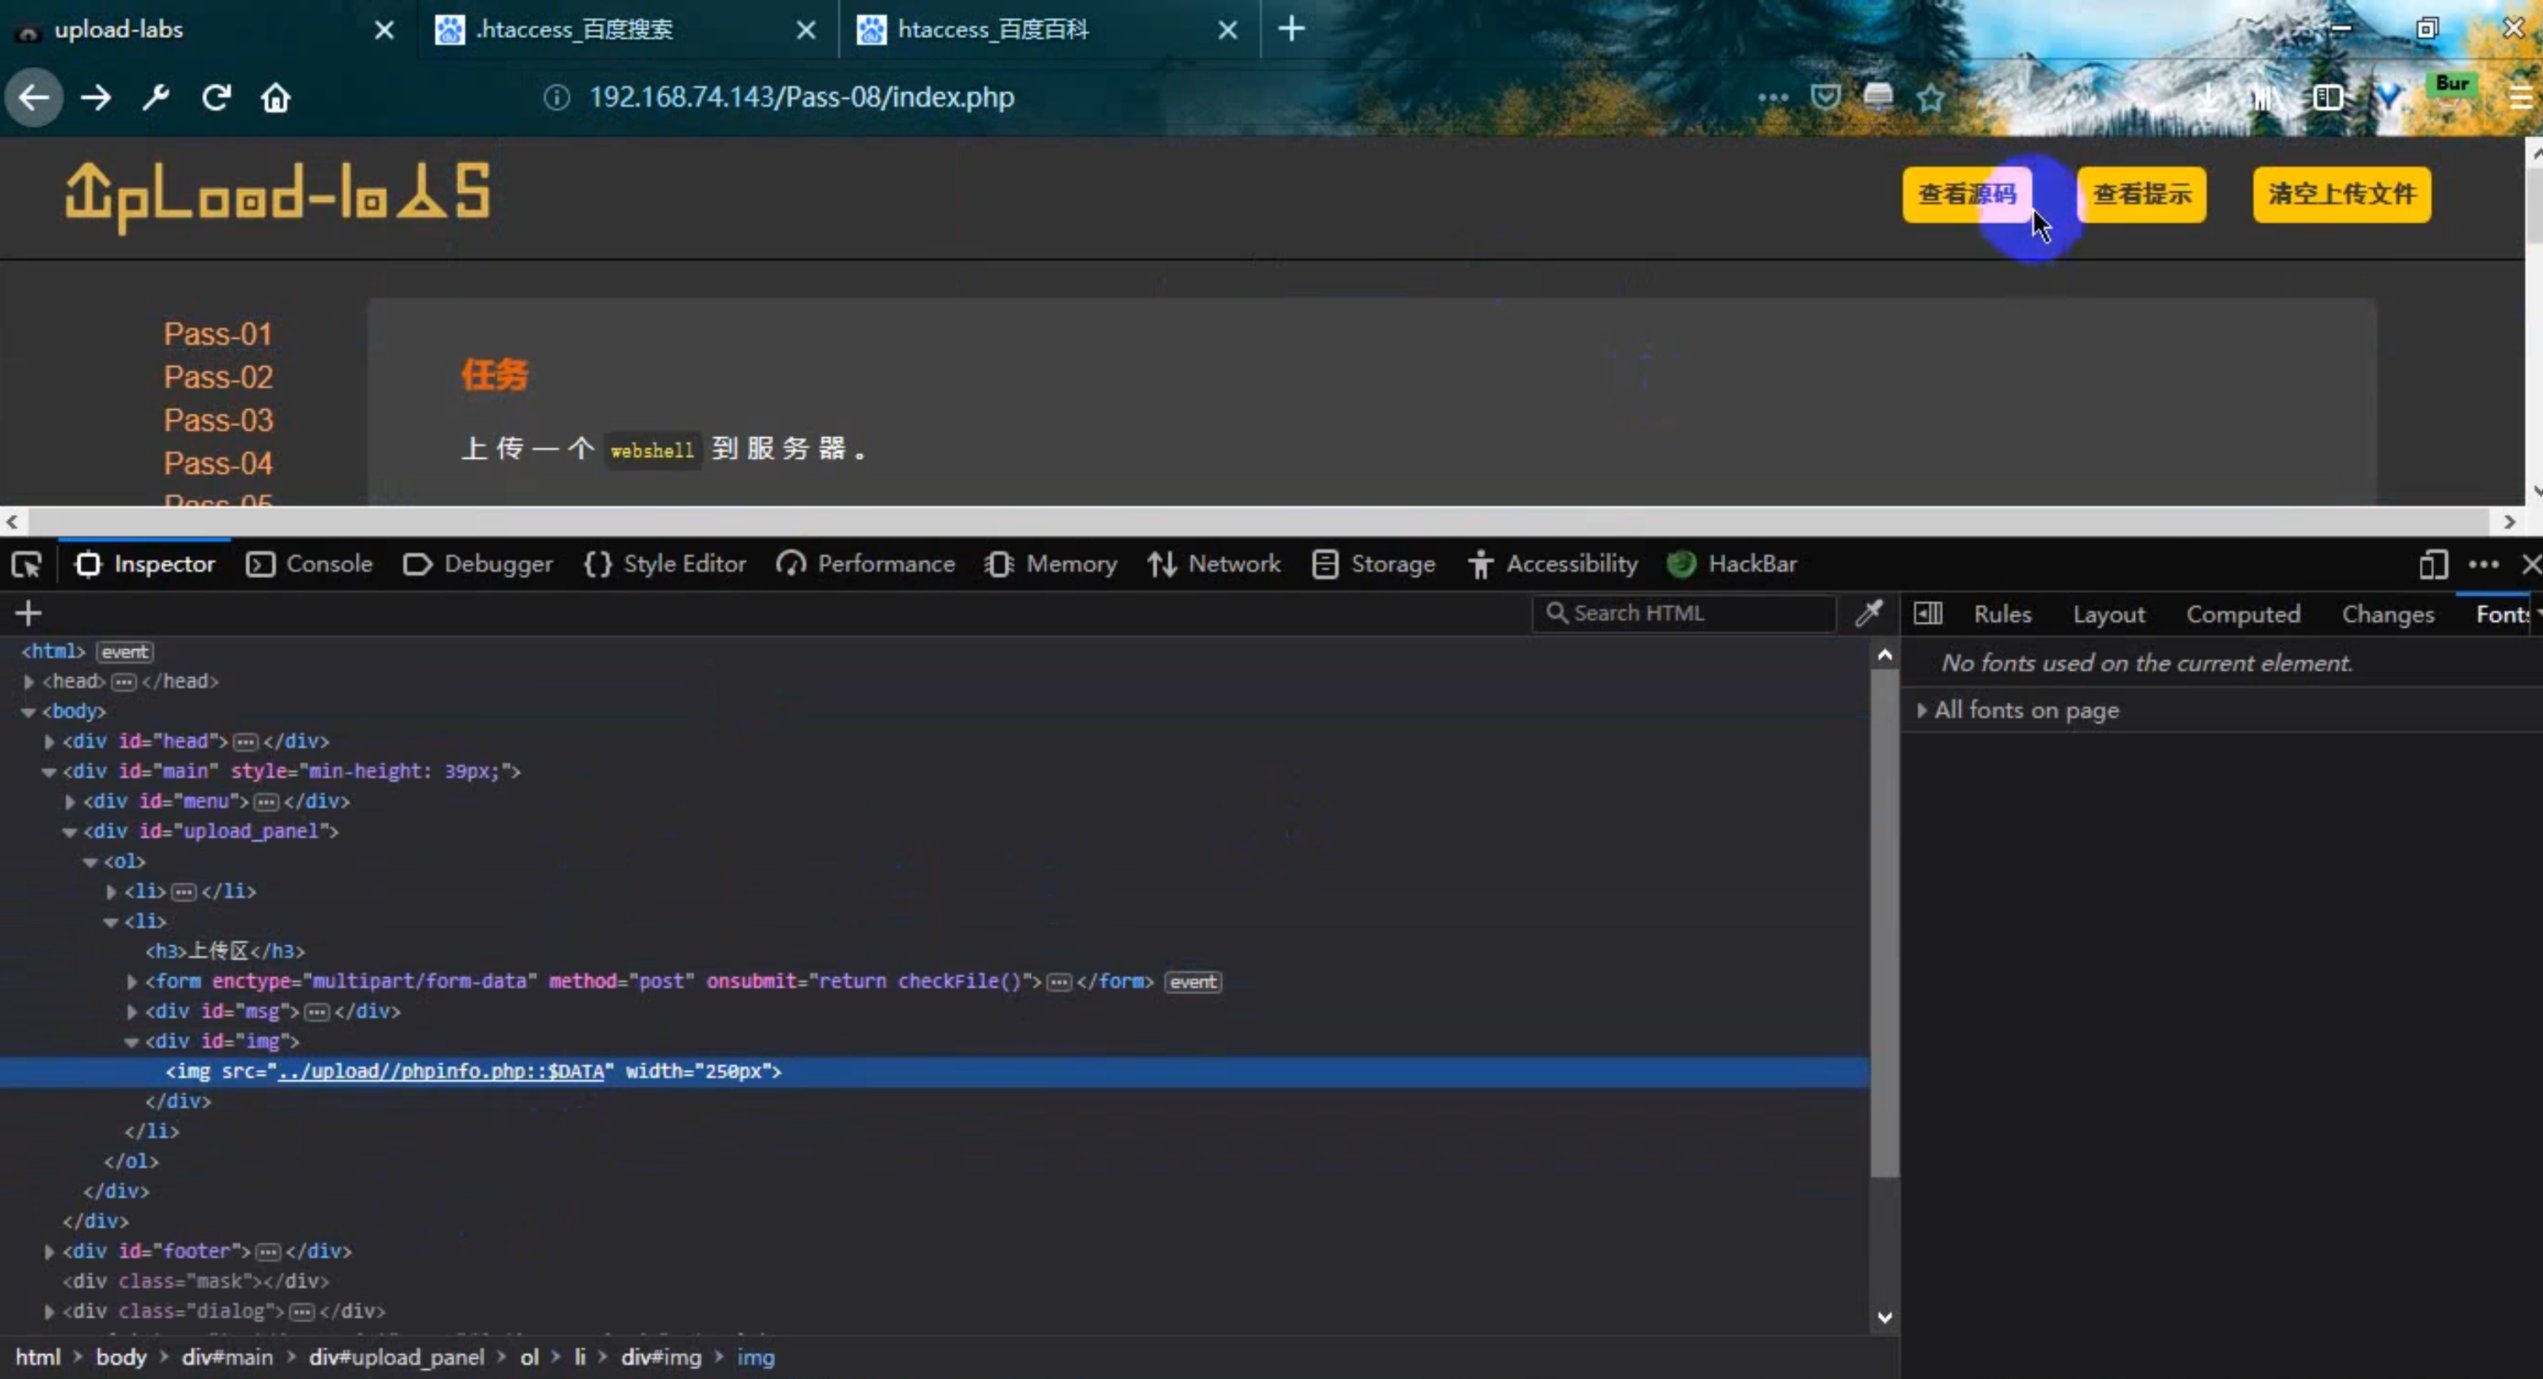 upload-labs
.htaccess_百度搜索
htaccess_百度百科
192.168.74.143/Pass-08/index.php
Bur
UpLoad-labS
查看源码
查看提示
清空上传文件
Pass-01
Pass-02
Pass-03
Pass-04
Pass-05
任务
上传一个 webshell 到服务器。
Inspector
Console
Debugger
Style Editor
Performance
Memory
Network
Storage
Accessibility
HackBar
Search HTML
Rules
Layout
Computed
Changes
Fonts
No fonts used on the current element.
All fonts on page
<html> event
<head> ··· </head>
<body>
<div id="head"> ··· </div>
<div id="main" style="min-height: 39px;">
<div id="menu"> ··· </div>
<div id="upload_panel">
<ol>
<li> ··· </li>
<li>
<h3>上传区</h3>
<form enctype="multipart/form-data" method="post" onsubmit="return checkFile()"> ··· </form> event
<div id="msg"> ··· </div>
<div id="img">
<img src="../upload//phpinfo.php::$DATA" width="250px">
</div>
</li>
</ol>
</div>
</div>
<div id="footer"> ··· </div>
<div class="mask"></div>
<div class="dialog"> ··· </div>
html > body > div#main > div#upload_panel > ol > li > div#img > img